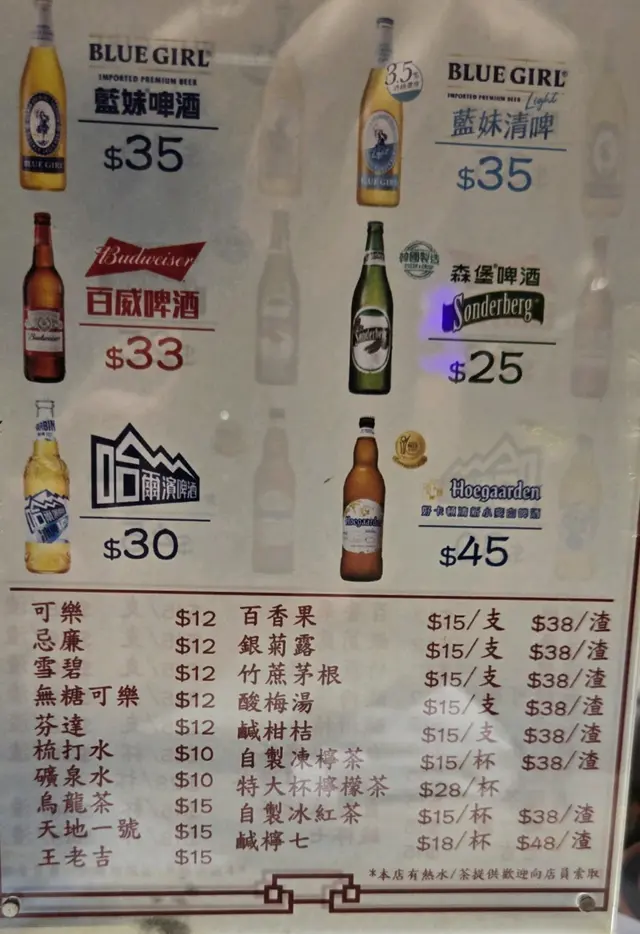 BLUE GIRL
IMPORTED PREMIUM BEER
藍妹啤酒
$35
3.5
BLUE GIRL
IMPORTED PREMIUM BEER
Light
藍妹清啤
$35
Budweiser
百威啤酒
$33
韓國製造
森堡啤酒
Sonderberg
$25
哈爾濱啤酒
$30
Hoegaarden
$45
可樂 $12 百香果 $15/支 $38/渣
忌廉 $12 銀菊露 $15/支 $38/渣
雪碧 $12 竹蔗茅根 $15/支 $38/渣
無糖可樂 $12 酸梅湯 $15/支 $38/渣
芬達 $12 鹹柑桔 $15/支 $38/渣
梳打水 $10 自製凍檸茶 $15/杯 $38/渣
礦泉水 $10 特大杯檸檬茶 $28/杯
烏龍茶 $15 自製冰紅茶 $15/杯 $38/渣
天地一號 $15 鹹檸七 $18/杯 $48/渣
王老吉 $15
*本店有熱水/茶提供歡迎向店員索取